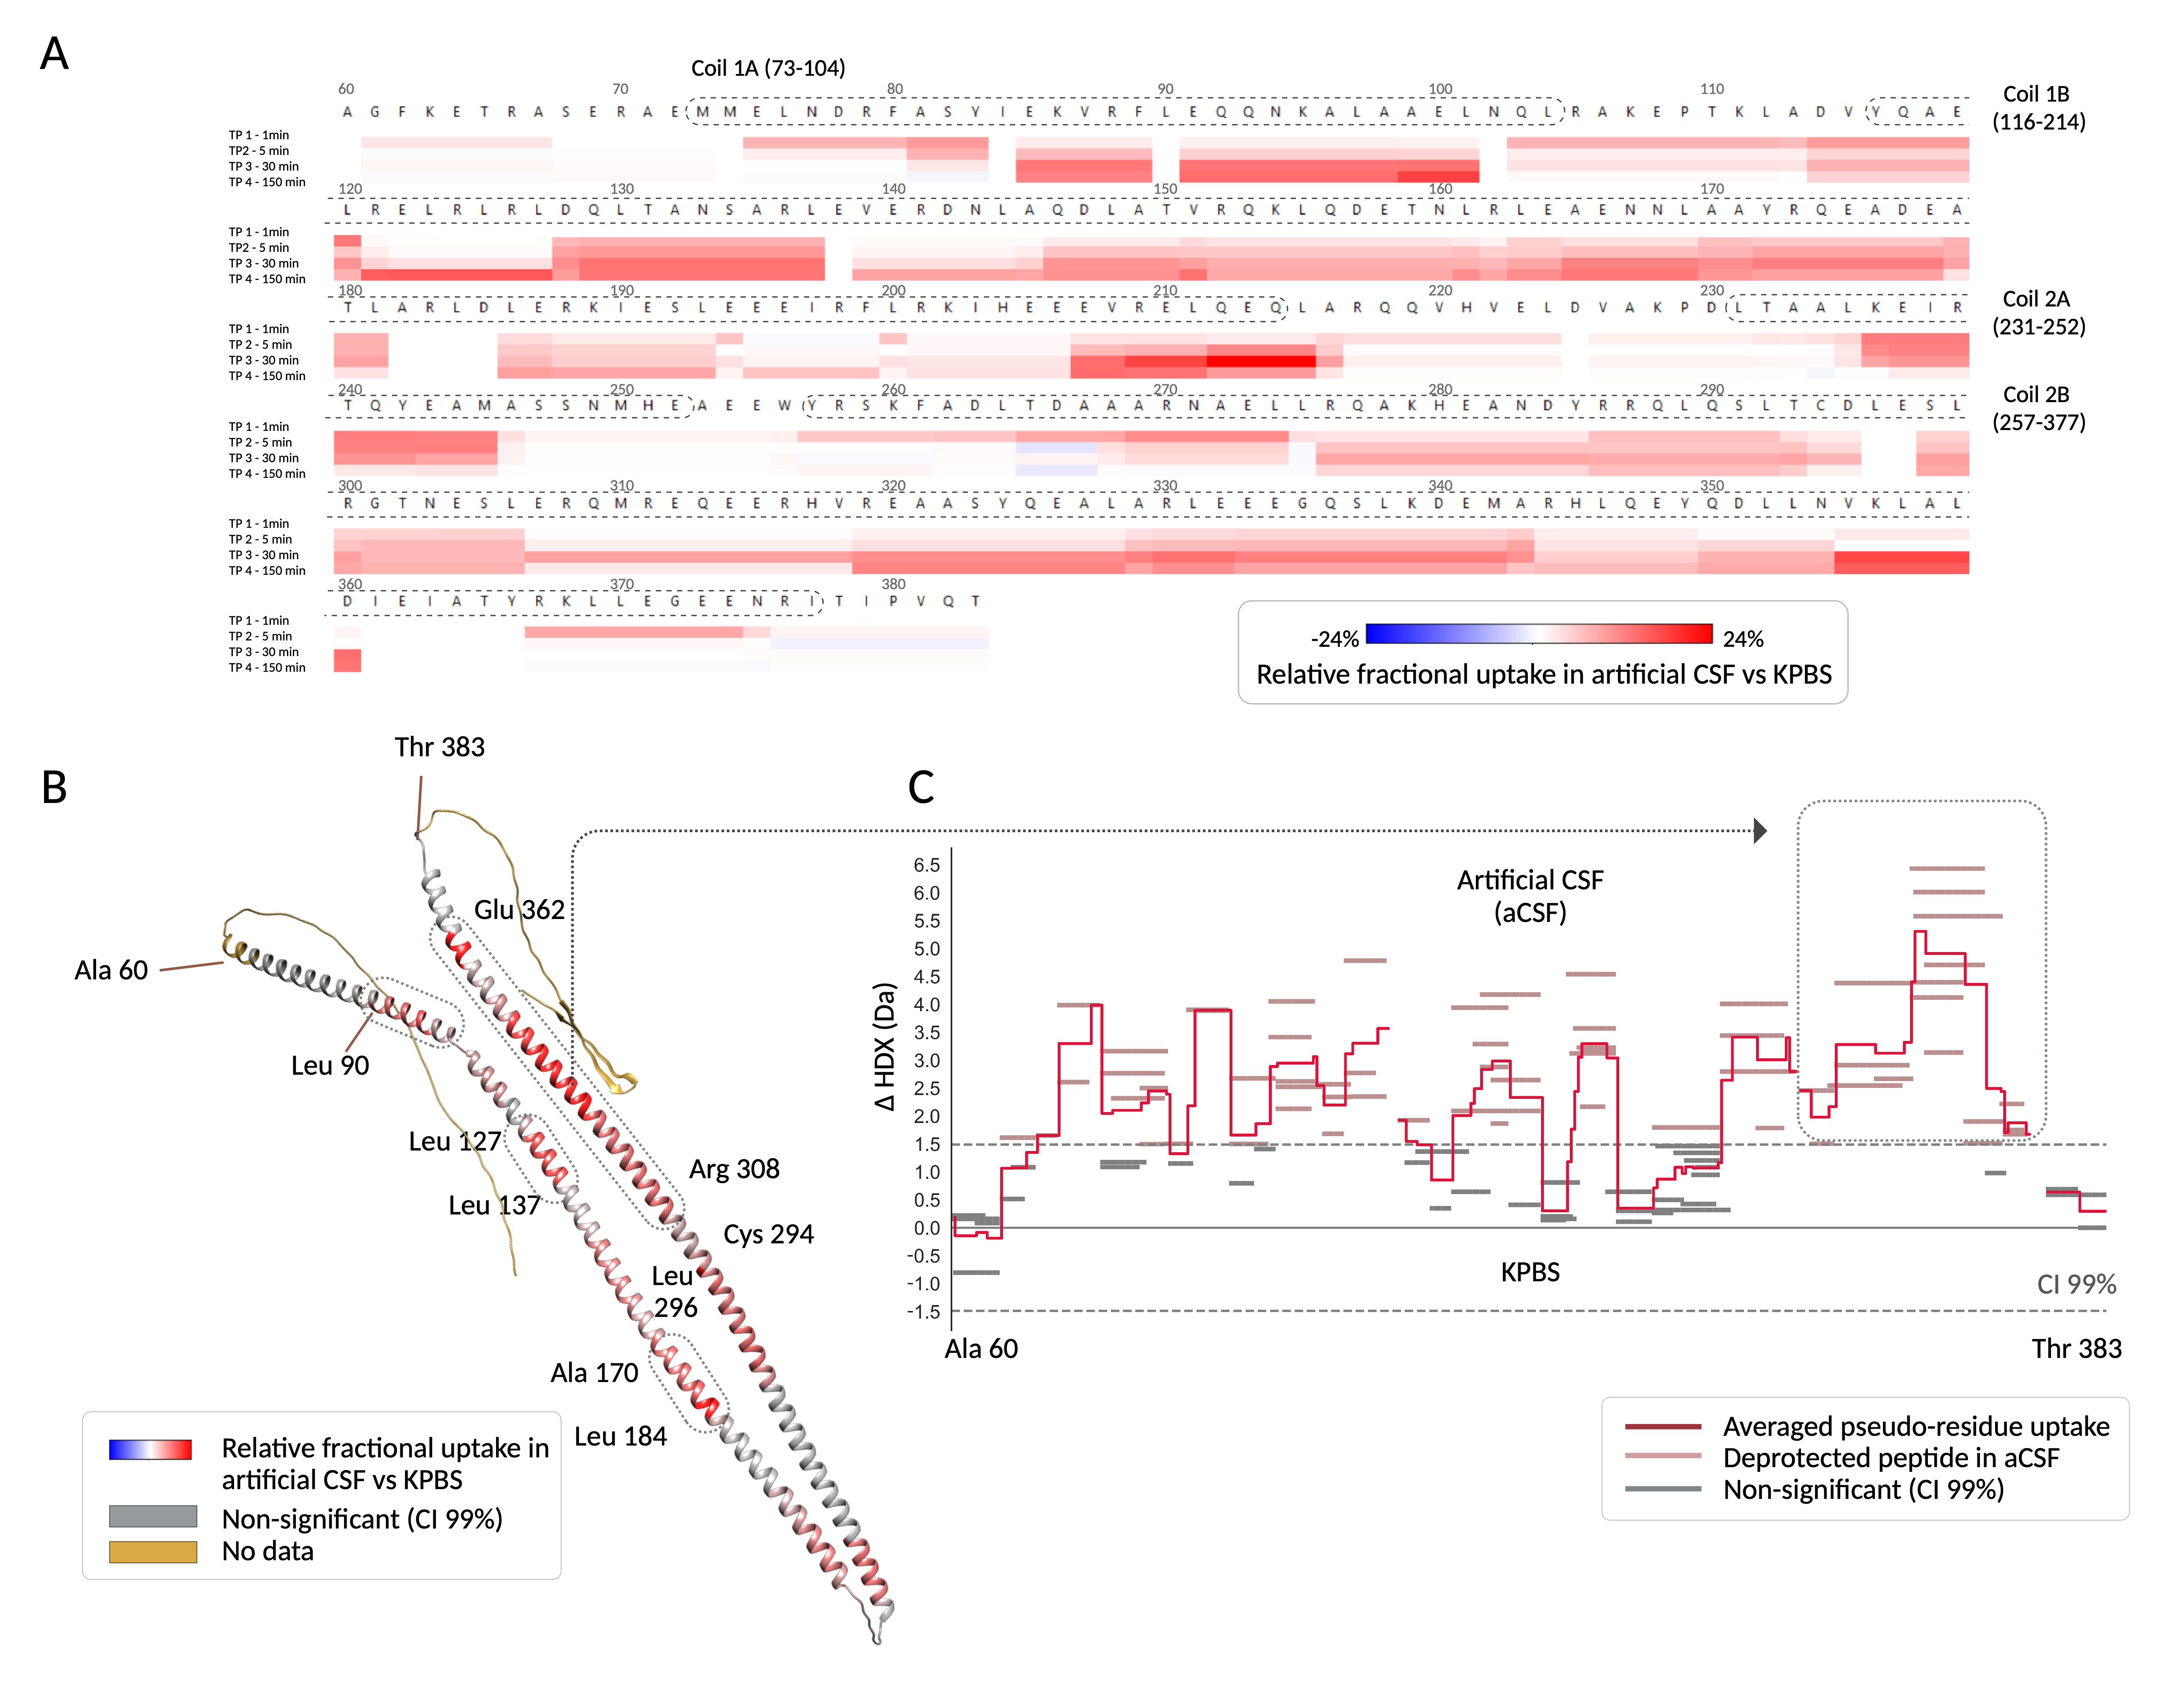 A
Coil 1A (73-104)
60 70 80 90 100 110
A G F K E T R A S E R A E M M E L N D R F A S Y I E K V R F L E Q Q N K A L A A E L N Q L R A K E P T K L A D V Y Q A E
Coil 1B
(116-214)
TP 1 - 1min
TP2 - 5 min
TP 3 - 30 min
TP 4 - 150 min
120 130 140 150 160 170
L R E L R L R L D Q L T A N S A R L E V E R D N L A Q D L A T V R Q K L Q D E T N L R L E A E N N L A A Y R Q E A D E A
TP 1 - 1min
TP2 - 5 min
TP 3 - 30 min
TP 4 - 150 min
180 190 200 210 220 230
T L A R L D L E R K I E S L E E E I R F L R K I H E E E V R E L Q E Q L A R Q Q V H V E L D V A K P D L T A A L K E I R
Coil 2A
(231-252)
TP 1 - 1min
TP 2 - 5 min
TP 3 - 30 min
TP 4 - 150 min
240 250 260 270 280 290
T Q Y E A M A S S N M H E A E E W Y R S K F A D L T D A A A R N A E L L R Q A K H E A N D Y R R Q L Q S L T C D L E S L
Coil 2B
(257-377)
TP 1 - 1min
TP 2 - 5 min
TP 3 - 30 min
TP 4 - 150 min
300 310 320 330 340 350
R G T N E S L E R Q M R E Q E E R H V R E A A S Y Q E A L A R L E E E G Q S L K D E M A R H L Q E Y Q D L L N V K L A L
TP 1 - 1min
TP 2 - 5 min
TP 3 - 30 min
TP 4 - 150 min
360 370 380
D I E I A T Y R K L L E G E E N R I T I P V Q T
TP 1 - 1min
TP 2 - 5 min
TP 3 - 30 min
TP 4 - 150 min
-24% 24%
Relative fractional uptake in artificial CSF vs KPBS
B
Thr 383
Glu 362
Ala 60
Leu 90
Leu 127
Arg 308
Leu 137
Cys 294
Leu
296
Ala 170
Leu 184
Relative fractional uptake in
artificial CSF vs KPBS
Non-significant (CI 99%)
No data
C
Δ HDX (Da)
6.5
6.0
5.5
5.0
4.5
4.0
3.5
3.0
2.5
2.0
1.5
1.0
0.5
0.0
-0.5
-1.0
-1.5
Artificial CSF
(aCSF)
KPBS
CI 99%
Ala 60
Thr 383
Averaged pseudo-residue uptake
Deprotected peptide in aCSF
Non-significant (CI 99%)